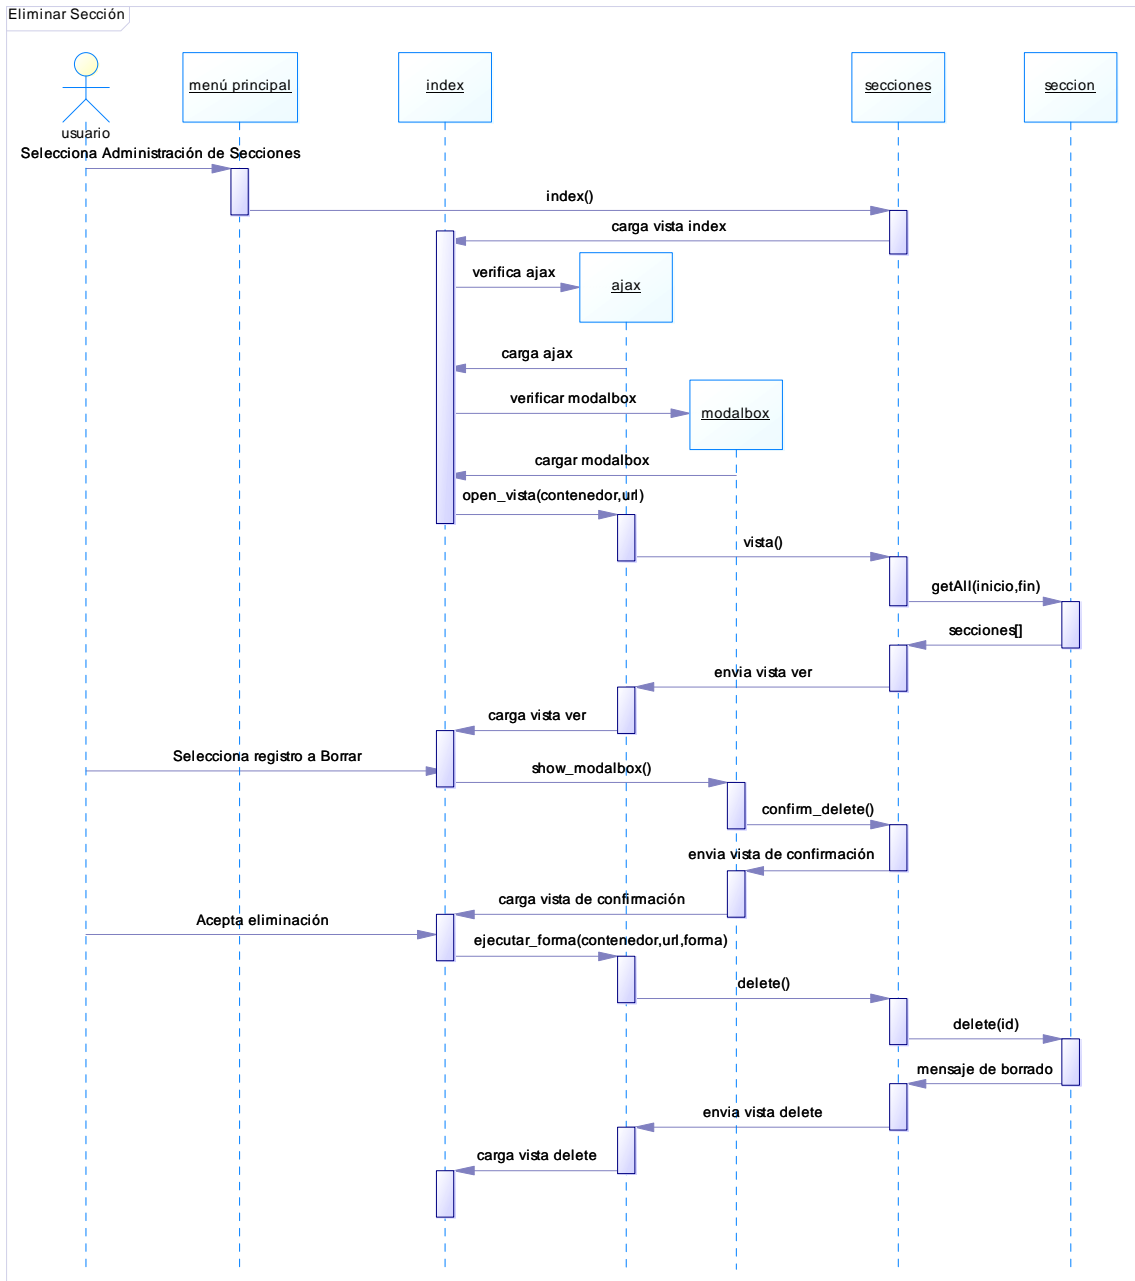 Eliminar Sección
menú principal
index
secciones
seccion
usuario
Selecciona Administración de Secciones
index()
carga vista index
verifica ajax
ajax
carga ajax
verificar modalbox
modalbox
cargar modalbox
open_vista(contenedor,url)
vista()
getAll(inicio,fin)
secciones[]
envia vista ver
carga vista ver
Selecciona registro a Borrar
show_modalbox()
confirm_delete()
envia vista de confirmación
carga vista de confirmación
Acepta eliminación
ejecutar_forma(contenedor,url,forma)
delete()
delete(id)
mensaje de borrado
envia vista delete
carga vista delete